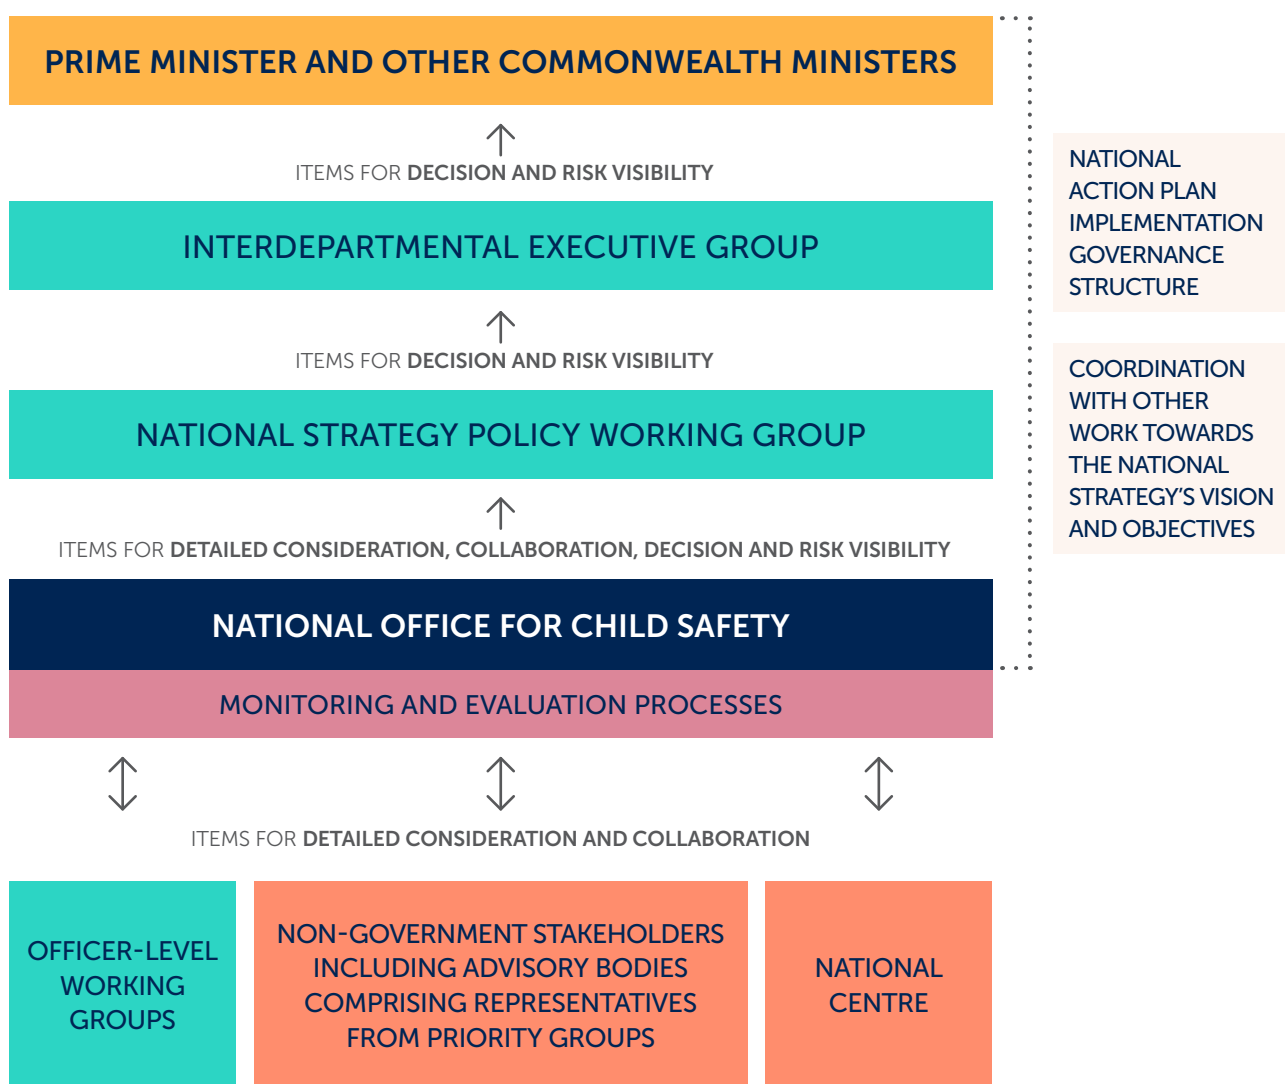 PRIME MINISTER AND OTHER COMMONWEALTH MINISTERS
ITEMS FOR DECISION AND RISK VISIBILITY
INTERDEPARTMENTAL EXECUTIVE GROUP
ITEMS FOR DECISION AND RISK VISIBILITY
NATIONAL STRATEGY POLICY WORKING GROUP
ITEMS FOR DETAILED CONSIDERATION, COLLABORATION, DECISION AND RISK VISIBILITY
NATIONAL OFFICE FOR CHILD SAFETY
MONITORING AND EVALUATION PROCESSES
ITEMS FOR DETAILED CONSIDERATION AND COLLABORATION
OFFICER-LEVEL
WORKING
GROUPS
NON-GOVERNMENT STAKEHOLDERS
INCLUDING ADVISORY BODIES
COMPRISING REPRESENTATIVES
FROM PRIORITY GROUPS
NATIONAL
CENTRE
NATIONAL
ACTION PLAN
IMPLEMENTATION
GOVERNANCE
STRUCTURE
COORDINATION
WITH OTHER
WORK TOWARDS
THE NATIONAL
STRATEGY'S VISION
AND OBJECTIVES